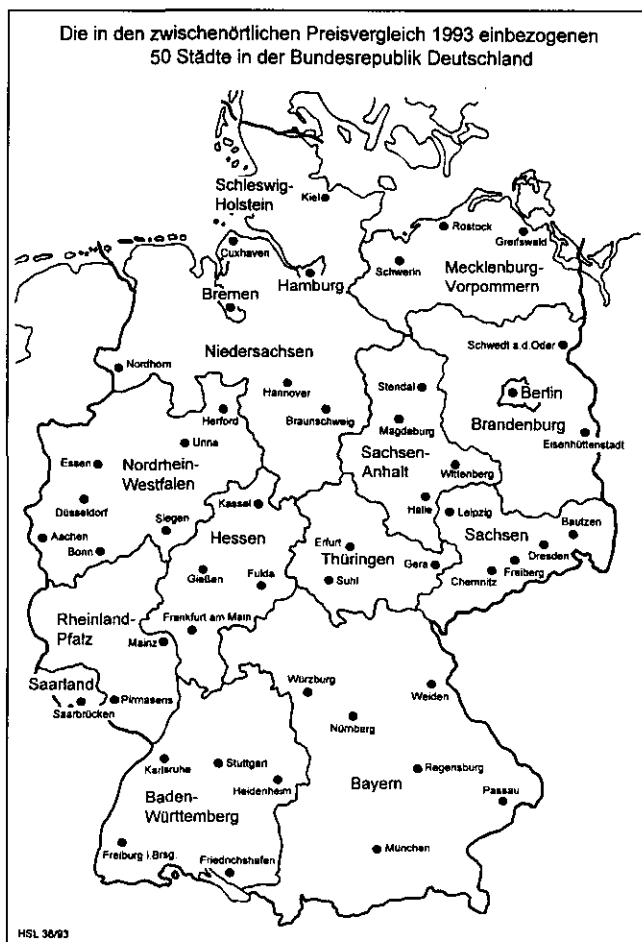 Die in den zwischenörtlichen Preisvergleich 1993 einbezogenen
50 Städte in der Bundesrepublik Deutschland
Schleswig-
Holstein
Kiel
Rostock
Greifswald
Cuxhaven
Schwerin
Mecklenburg-
Vorpommern
Hamburg
Bremen
Schwedt a.d.Oder
Niedersachsen
Nordhorn
Hannover
Stendal
Berlin
Herford
Braunschweig
Magdeburg
Brandenburg
Eisenhüttenstadt
Unna
Sachsen-
Anhalt
Essen
Nordrhein-
Westfalen
Wittenberg
Düsseldorf
Kassel
Halle
Leipzig
Siegen
Hessen
Sachsen
Bautzen
Aachen
Bonn
Erfurt
Thüringen
Dresden
Gera
Freiberg
Chemnitz
Gießen
Fulda
Suhl
Rheinland-
Pfalz
Frankfurt am Main
Mainz
Saarland
Pirmasens
Saarbrücken
Würzburg
Weiden
Nürnberg
Karlsruhe
Stuttgart
Regensburg
Heidenheim
Bayern
Baden-
Württemberg
Passau
Freiburg i.Brsg.
München
Friedrichshafen
HSL 36/93